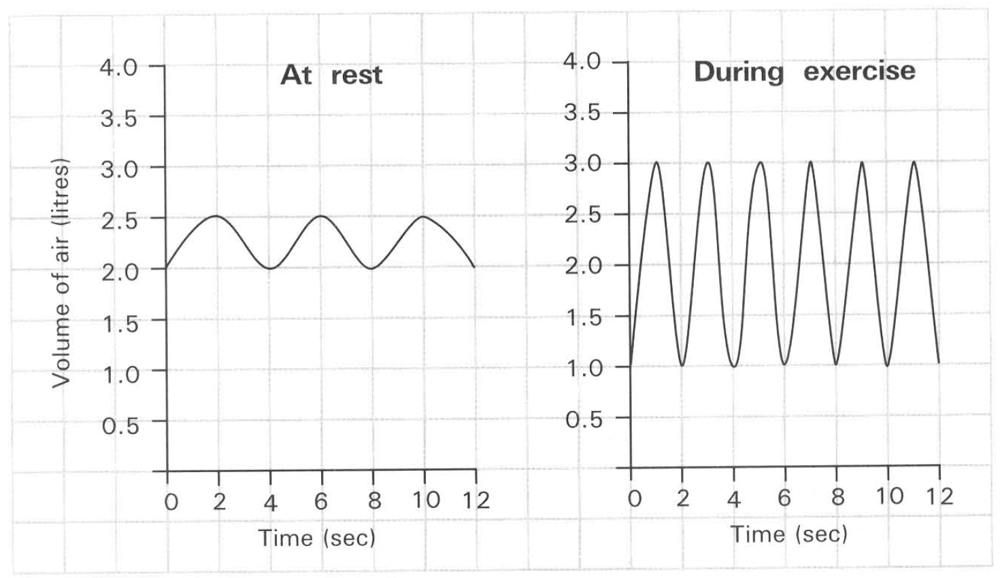 At rest
4.0
3.5
3.0
2.5
2.0
1.5
1.0
0.5
Volume of air (litres)
0 2 4 6 8 10 12
Time (sec)
During exercise
4.0
3.5
3.0
2.5
2.0
1.5
1.0
0.5
0 2 4 6 8 10 12
Time (sec)